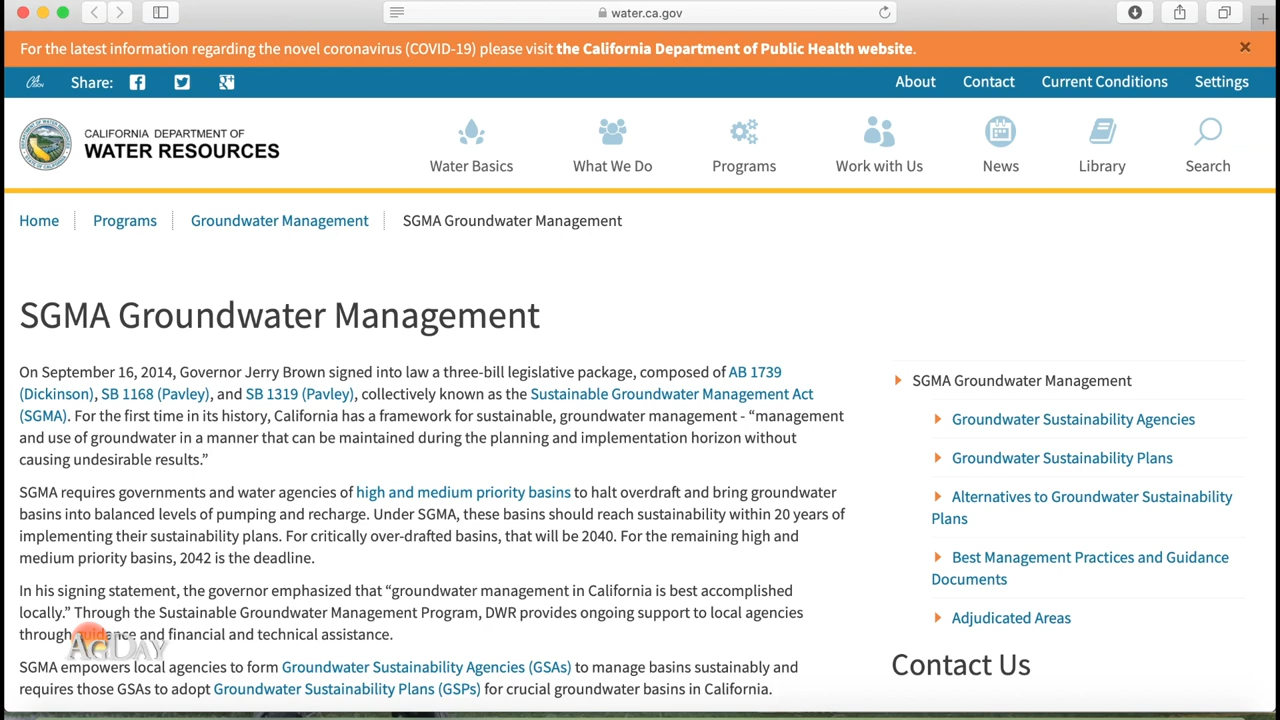 water.ca.gov
For the latest information regarding the novel coronavirus (COVID-19) please visit the California Department of Public Health website.
CA GOV
Share:
About
Contact
Current Conditions
Settings
CALIFORNIA DEPARTMENT OF
WATER RESOURCES
Water Basics
What We Do
Programs
Work with Us
News
Library
Search
Home
Programs
Groundwater Management
SGMA Groundwater Management
SGMA Groundwater Management
On September 16, 2014, Governor Jerry Brown signed into law a three-bill legislative package, composed of AB 1739
(Dickinson), SB 1168 (Pavley), and SB 1319 (Pavley), collectively known as the Sustainable Groundwater Management Act
(SGMA). For the first time in its history, California has a framework for sustainable, groundwater management - “management
and use of groundwater in a manner that can be maintained during the planning and implementation horizon without
causing undesirable results.”
SGMA requires governments and water agencies of high and medium priority basins to halt overdraft and bring groundwater
basins into balanced levels of pumping and recharge. Under SGMA, these basins should reach sustainability within 20 years of
implementing their sustainability plans. For critically over-drafted basins, that will be 2040. For the remaining high and
medium priority basins, 2042 is the deadline.
In his signing statement, the governor emphasized that “groundwater management in California is best accomplished
locally.” Through the Sustainable Groundwater Management Program, DWR provides ongoing support to local agencies
through guidance and financial and technical assistance.
SGMA empowers local agencies to form Groundwater Sustainability Agencies (GSAs) to manage basins sustainably and
requires those GSAs to adopt Groundwater Sustainability Plans (GSPs) for crucial groundwater basins in California.
AGDAY
SGMA Groundwater Management
Groundwater Sustainability Agencies
Groundwater Sustainability Plans
Alternatives to Groundwater Sustainability
Plans
Best Management Practices and Guidance
Documents
Adjudicated Areas
Contact Us